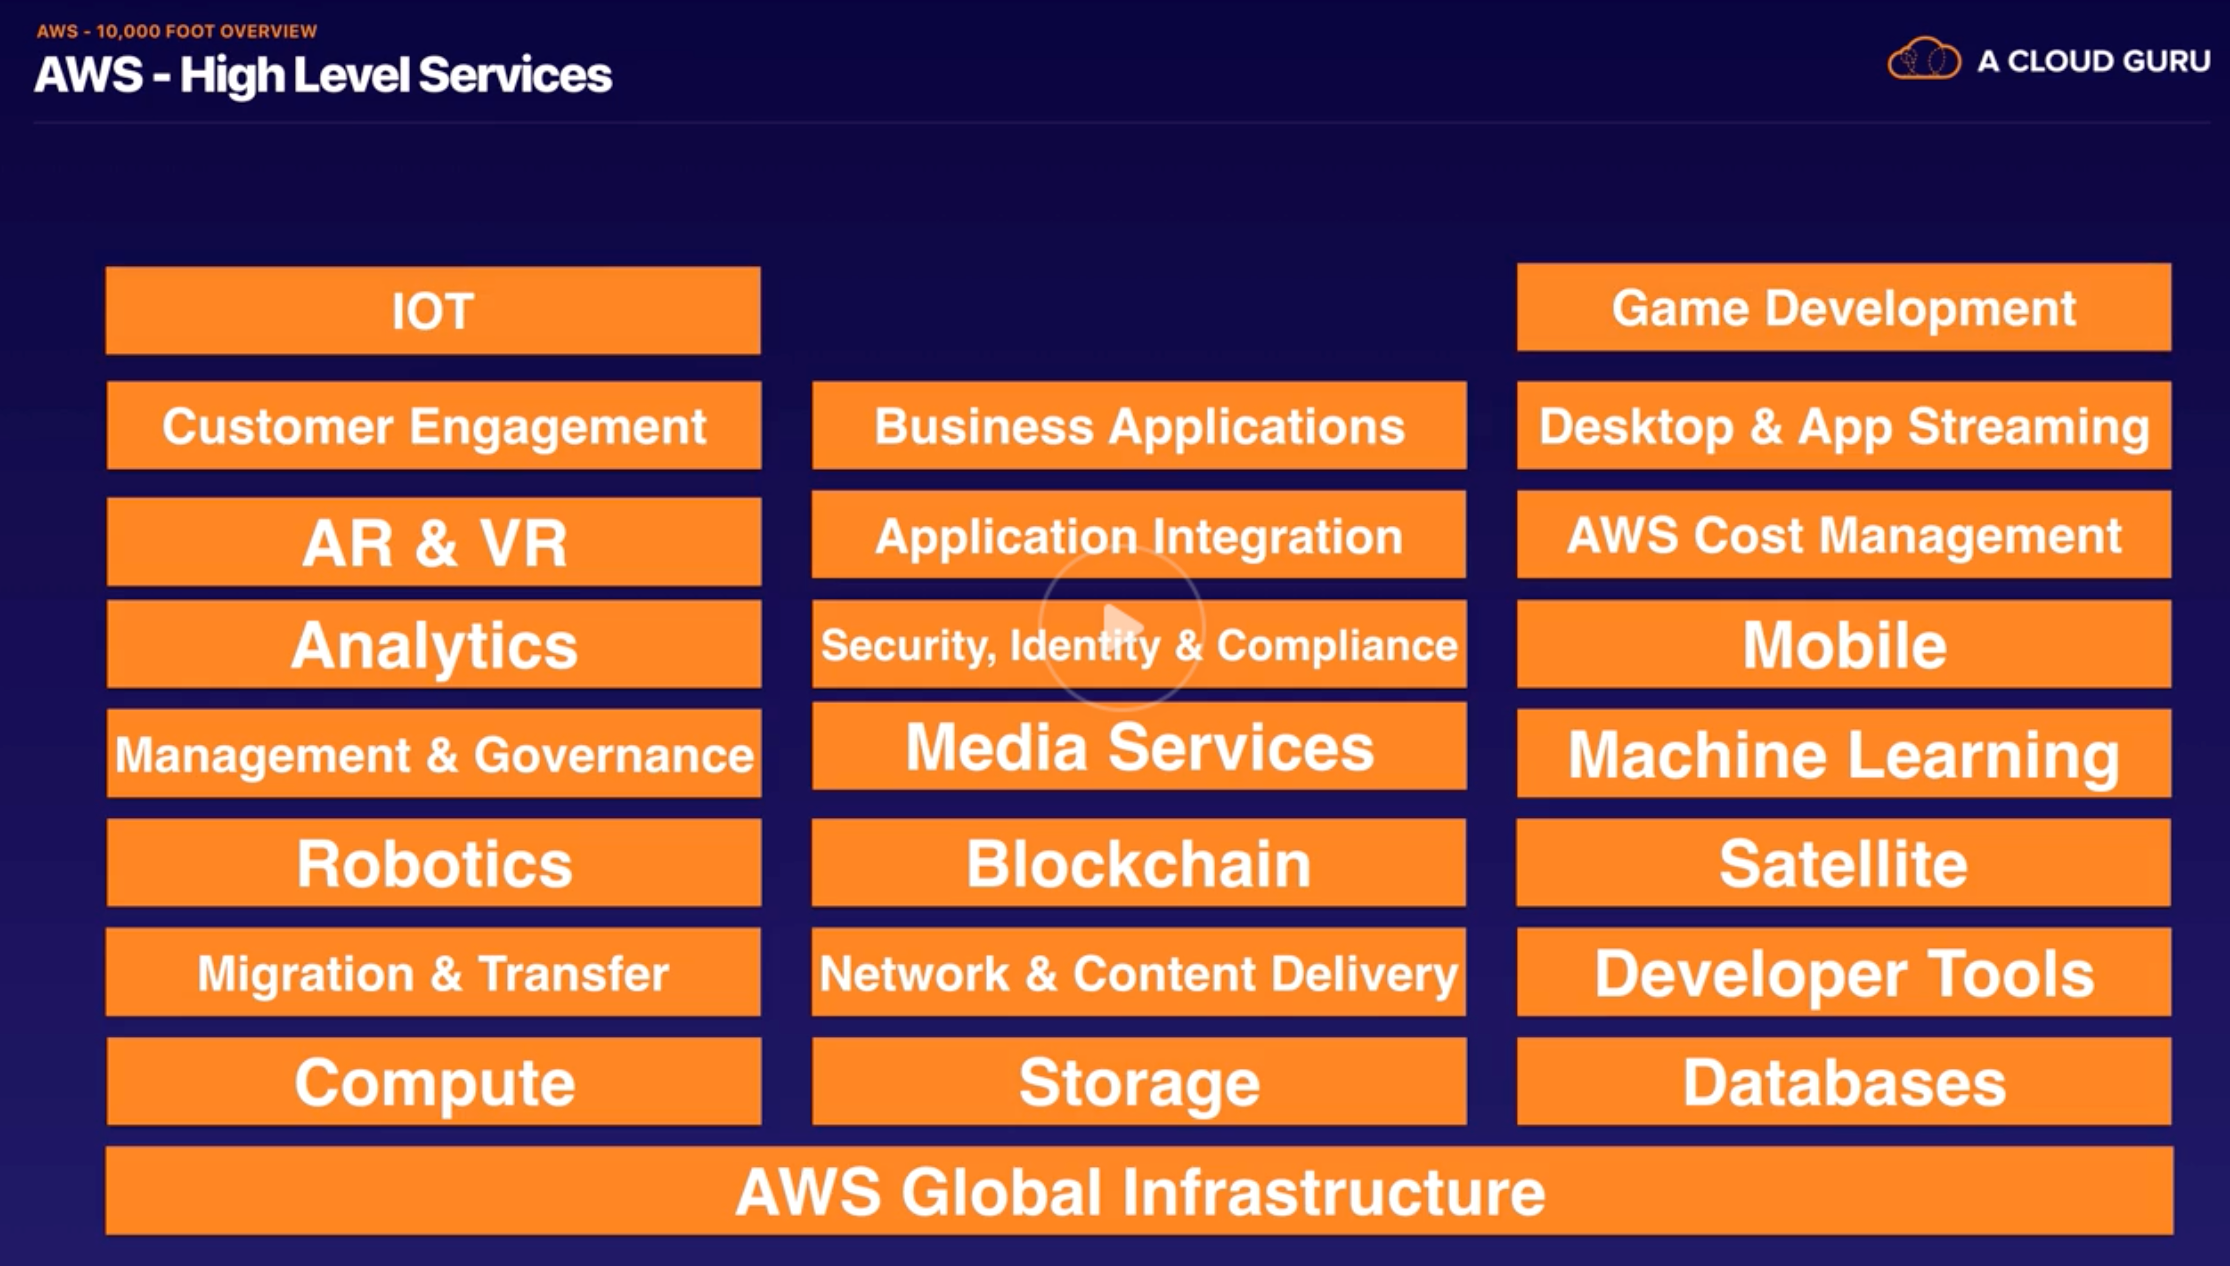 AWS - 10,000 FOOT OVERVIEW
AWS - High Level Services
A CLOUD GURU
IOT
Game Development
Customer Engagement
Business Applications
Desktop & App Streaming
AR & VR
Application Integration
AWS Cost Management
Analytics
Security, Identity & Compliance
Mobile
Management & Governance
Media Services
Machine Learning
Robotics
Blockchain
Satellite
Migration & Transfer
Network & Content Delivery
Developer Tools
Compute
Storage
Databases
AWS Global Infrastructure